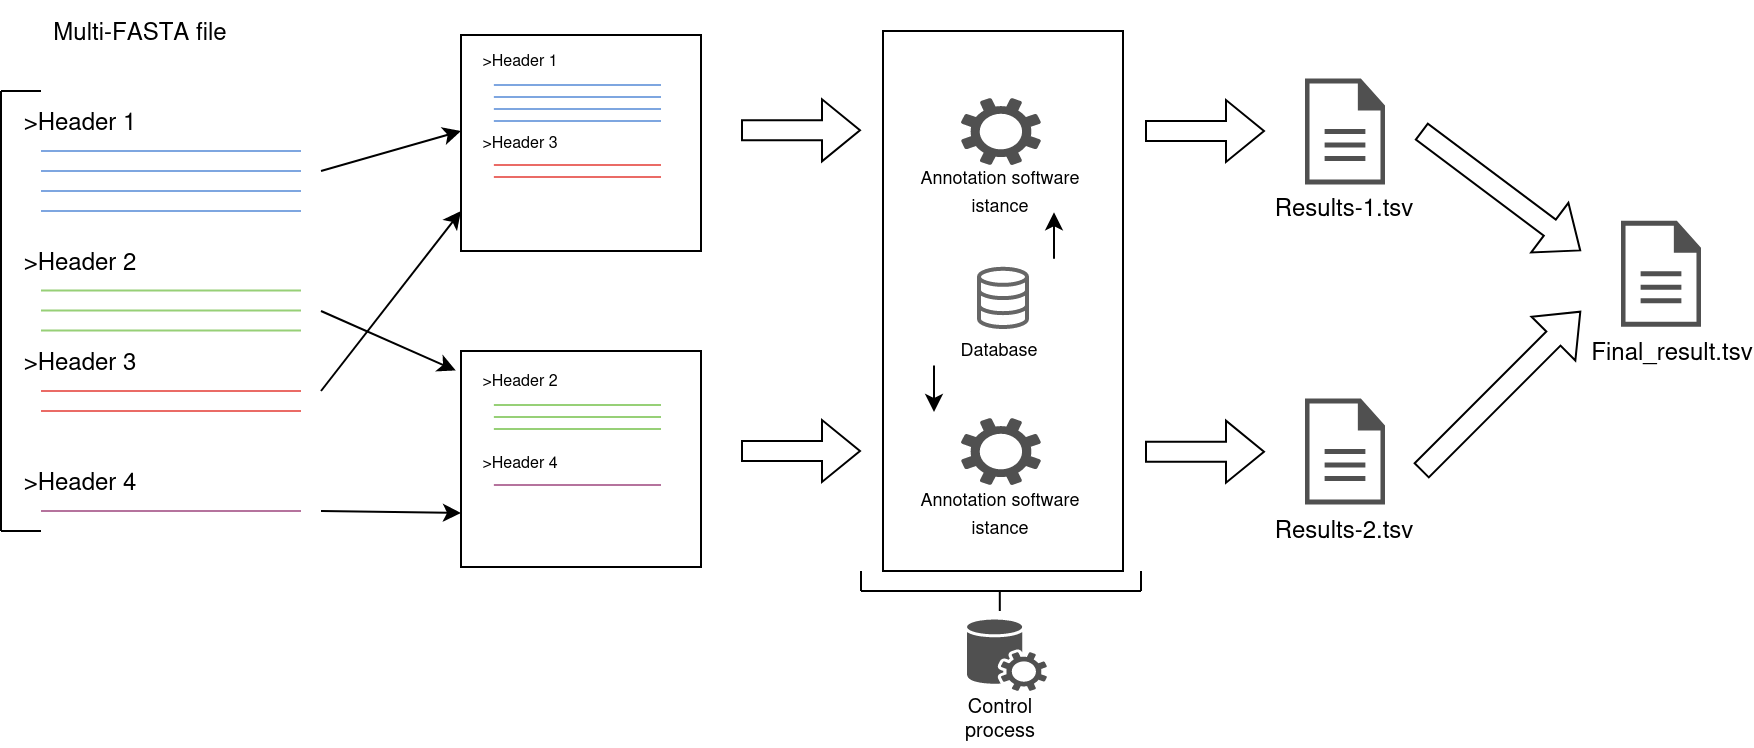 Multi-FASTA file
>Header 1
>Header 2
>Header 3
>Header 4
>Header 1
>Header 3
>Header 2
>Header 4
Annotation software
istance
Database
Annotation software
istance
Control
process
Results-1.tsv
Results-2.tsv
Final_result.tsv